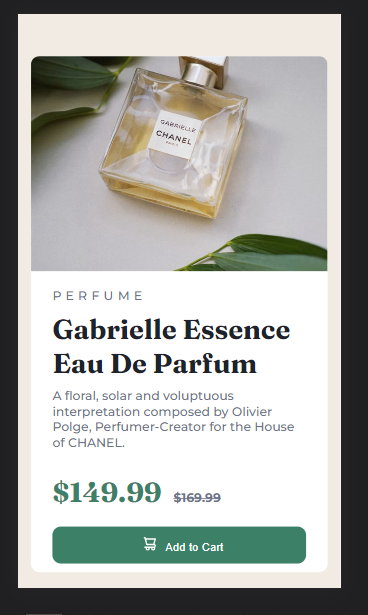 GABRIELLE
CHANEL
PARIS
PERFUME
Gabrielle Essence
Eau De Parfum
A floral, solar and voluptuous
interpretation composed by Olivier
Polge, Perfumer-Creator for the House
of CHANEL.
$149.99 $169.99
Add to Cart